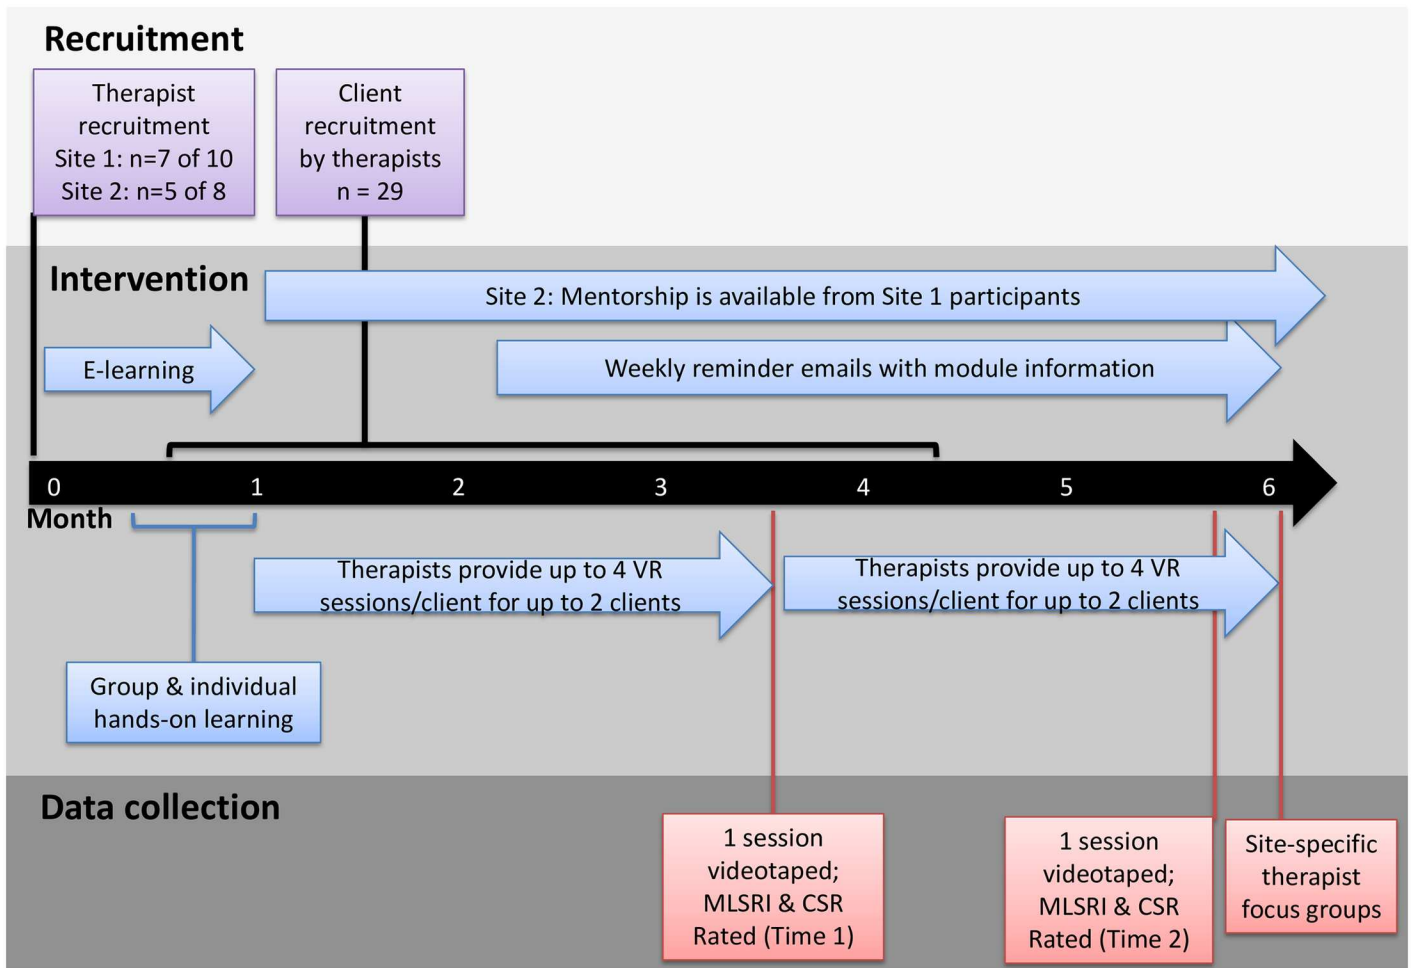 Recruitment
Therapist
recruitment
Site 1: n=7 of 10
Site 2: n=5 of 8
Client
recruitment
by therapists
n = 29
Intervention
Site 2: Mentorship is available from Site 1 participants
E-learning
Weekly reminder emails with module information
0 1 2 3 4 5 6
Month
Therapists provide up to 4 VR
sessions/client for up to 2 clients
Therapists provide up to 4 VR
sessions/client for up to 2 clients
Group & individual
hands-on learning
Data collection
1 session
videotaped;
MLSRI & CSR
Rated (Time 1)
1 session
videotaped;
MLSRI & CSR
Rated (Time 2)
Site-specific
therapist
focus groups